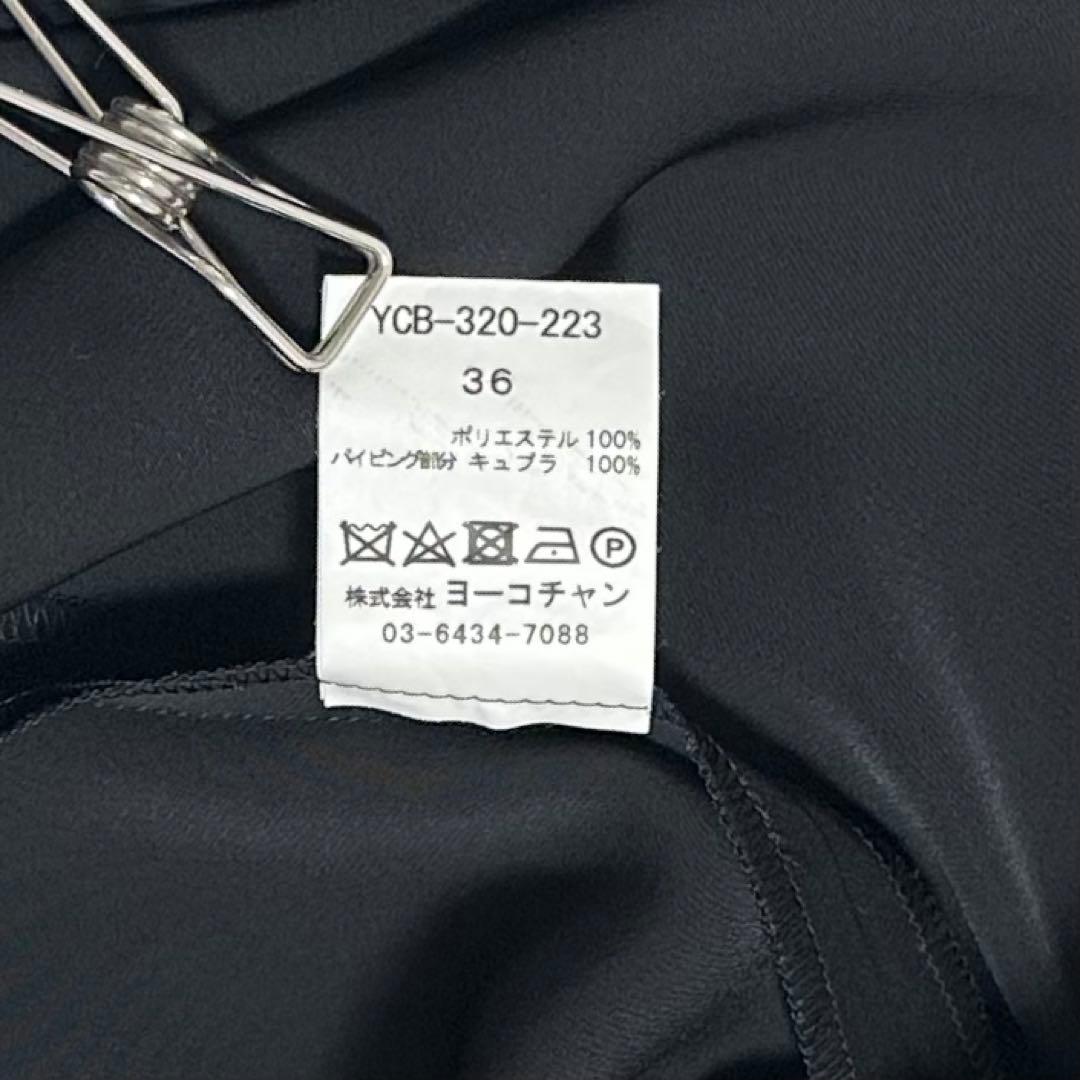 YCB-320-223
36
ポリエステル 100%
パイピング部分 キュプラ 100%
P
株式会社 ヨーコチャン
03-6434-7088